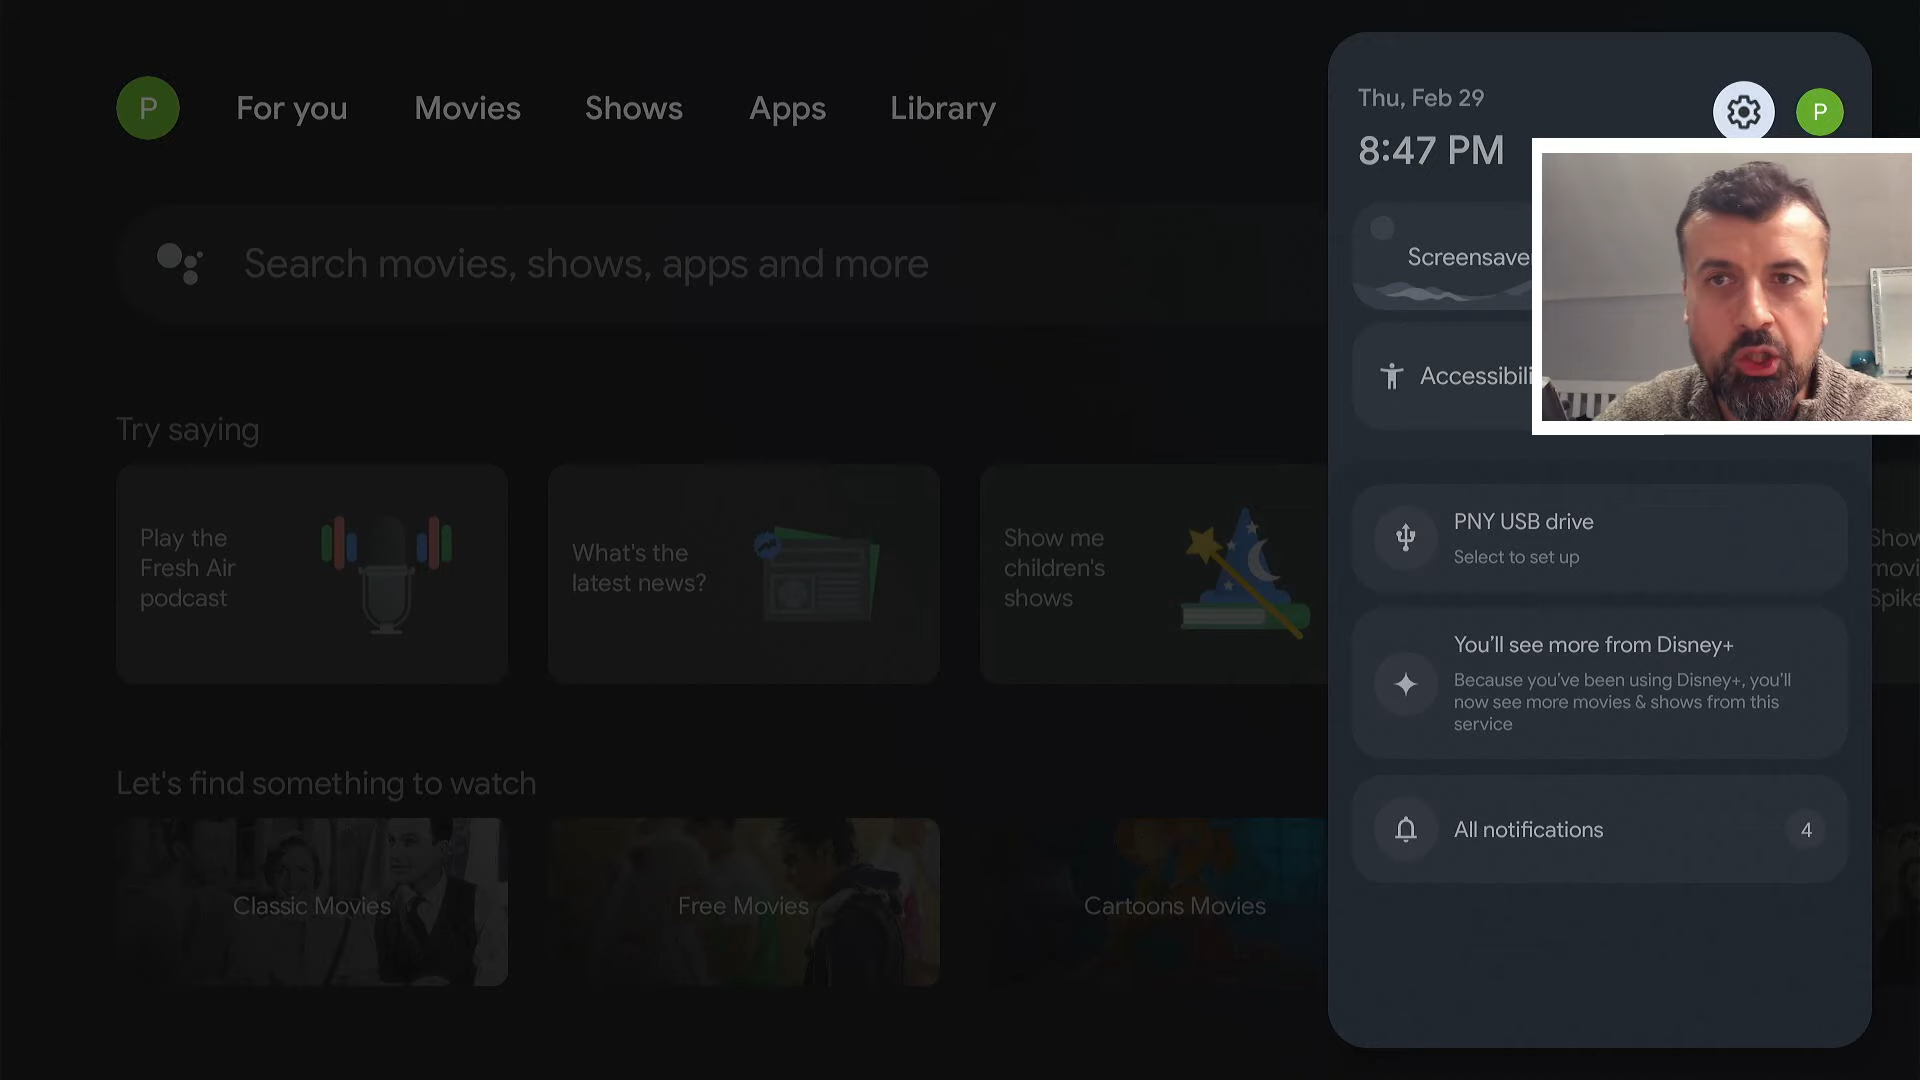 P
For you
Movies
Shows
Apps
Library
Search movies, shows, apps and more
Try saying
Play the
Fresh Air
podcast
What's the
latest news?
Show me
children's
shows
Let's find something to watch
Classic Movies
Free Movies
Cartoons Movies
Thu, Feb 29
8:47 PM
P
Screensaver
Accessibili
PNY USB drive
Select to set up
You'll see more from Disney+
Because you've been using Disney+, you'll
now see more movies & shows from this
service
All notifications
4
Show
movi
Spike